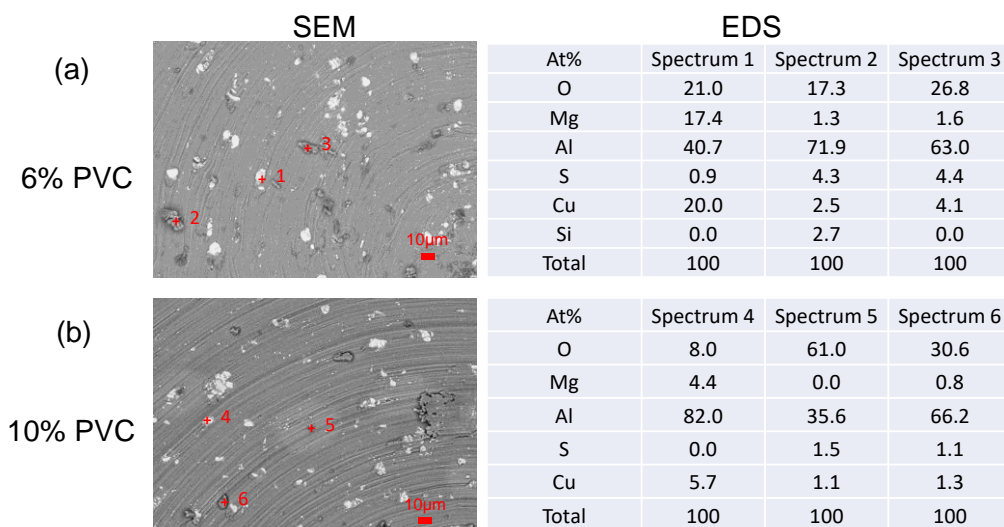 SEM EDS
(a)
6% PVC
1
2
3
10μm
At% Spectrum 1 Spectrum 2 Spectrum 3
O 21.0 17.3 26.8
Mg 17.4 1.3 1.6
Al 40.7 71.9 63.0
S 0.9 4.3 4.4
Cu 20.0 2.5 4.1
Si 0.0 2.7 0.0
Total 100 100 100
(b)
10% PVC
4
5
6
10μm
At% Spectrum 4 Spectrum 5 Spectrum 6
O 8.0 61.0 30.6
Mg 4.4 0.0 0.8
Al 82.0 35.6 66.2
S 0.0 1.5 1.1
Cu 5.7 1.1 1.3
Total 100 100 100